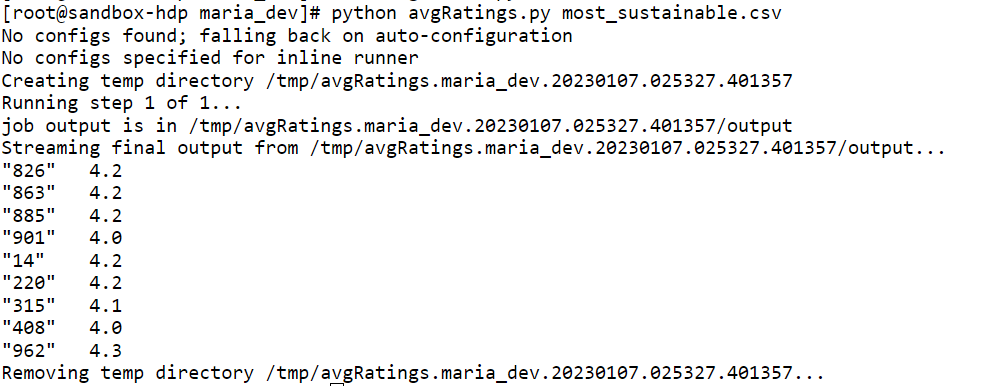 [root@sandbox-hdp maria_dev]# python avgRatings.py most_sustainable.csv
No configs found; falling back on auto-configuration
No configs specified for inline runner
Creating temp directory /tmp/avgRatings.maria_dev.20230107.025327.401357
Running step 1 of 1...
job output is in /tmp/avgRatings.maria_dev.20230107.025327.401357/output
Streaming final output from /tmp/avgRatings.maria_dev.20230107.025327.401357/output...
"826"   4.2
"863"   4.2
"885"   4.2
"901"   4.0
"14"    4.2
"220"   4.2
"315"   4.1
"408"   4.0
"962"   4.3
Removing temp directory /tmp/avgRatings.maria_dev.20230107.025327.401357...